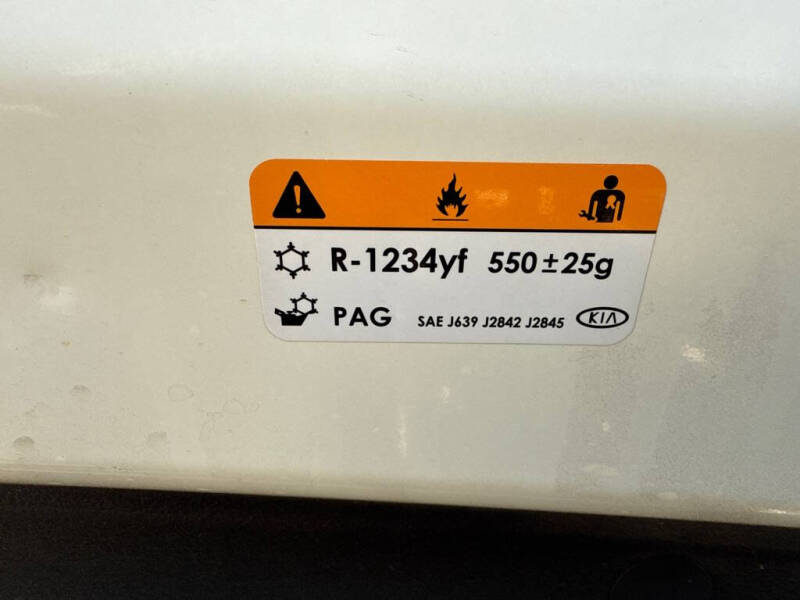 R-1234yf 550±25g
PAG SAE J639 J2842 J2845 KIA